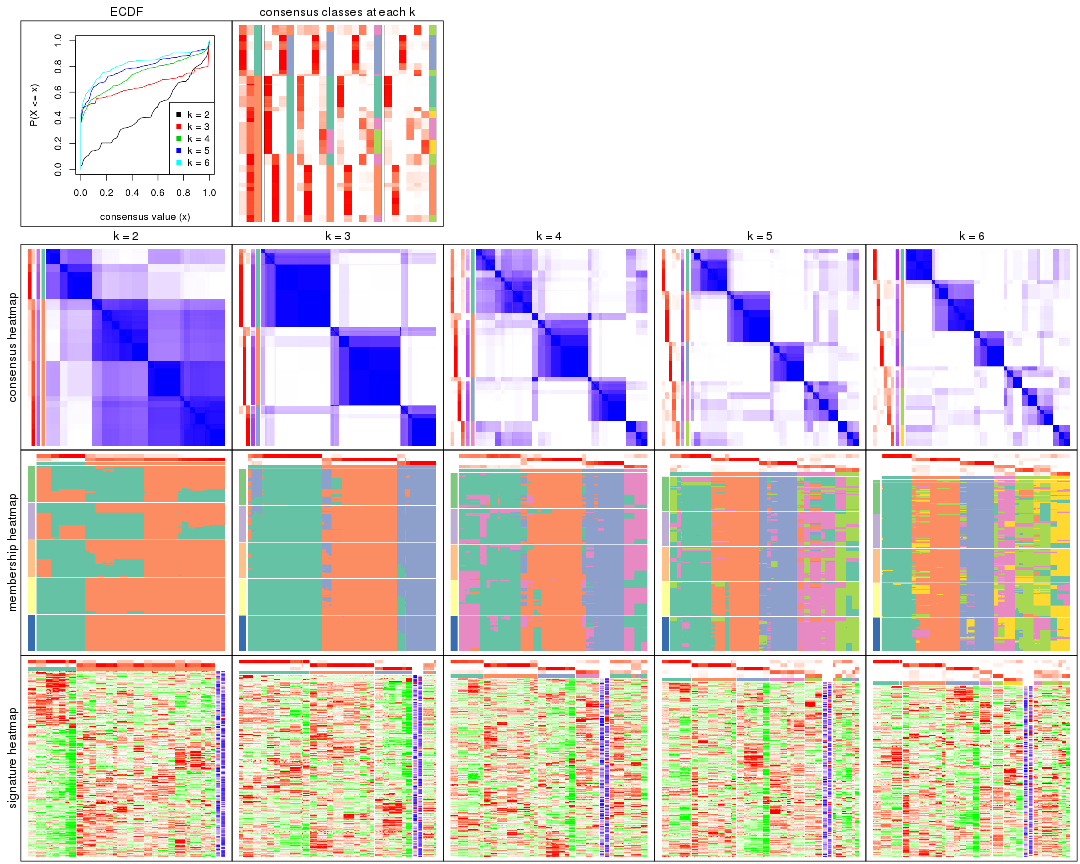 ECDF
consensus classes at each k
P(X <= x)
0.0 0.2 0.4 0.6 0.8 1.0
k = 2
k = 3
k = 4
k = 5
k = 6
0.0 0.2 0.4 0.6 0.8 1.0
consensus value (x)
k = 2
k = 3
k = 4
k = 5
k = 6
consensus heatmap
membership heatmap
signature heatmap